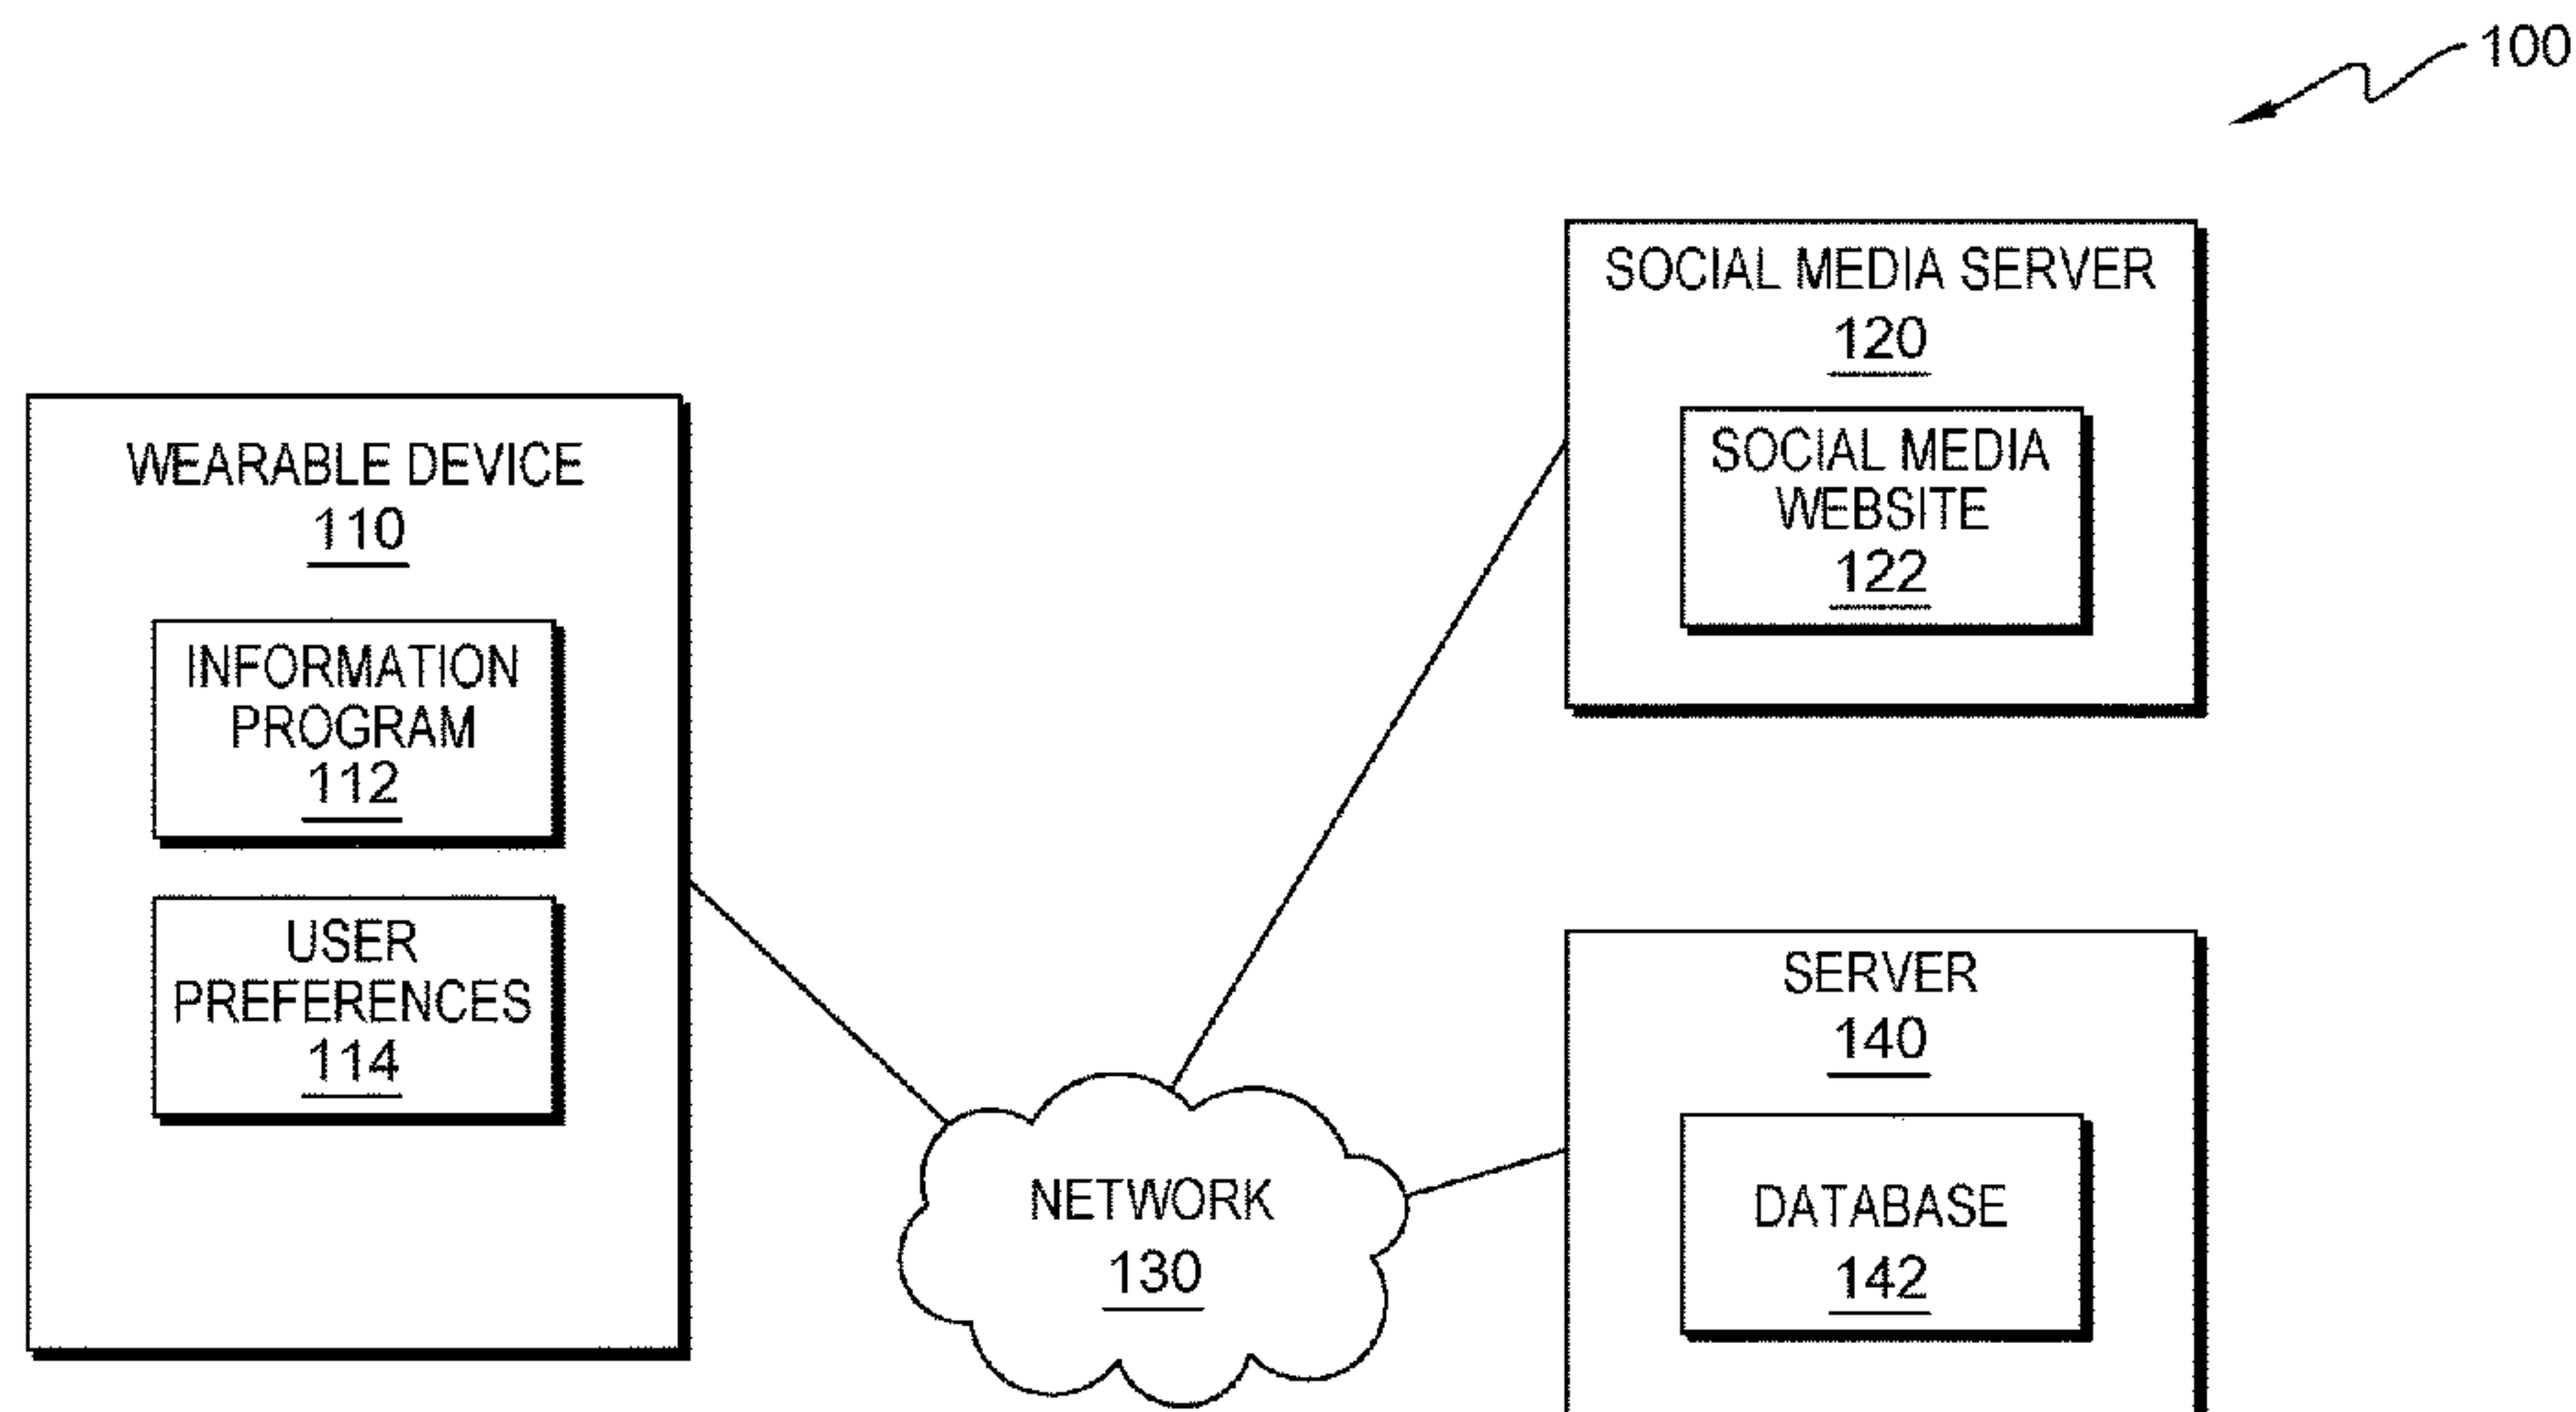 100
SOCIAL MEDIA SERVER
120
SOCIAL MEDIA
WEBSITE
122
WEARABLE DEVICE
110
INFORMATION
PROGRAM
112
USER
PREFERENCES
114
NETWORK
130
SERVER
140
DATABASE
142